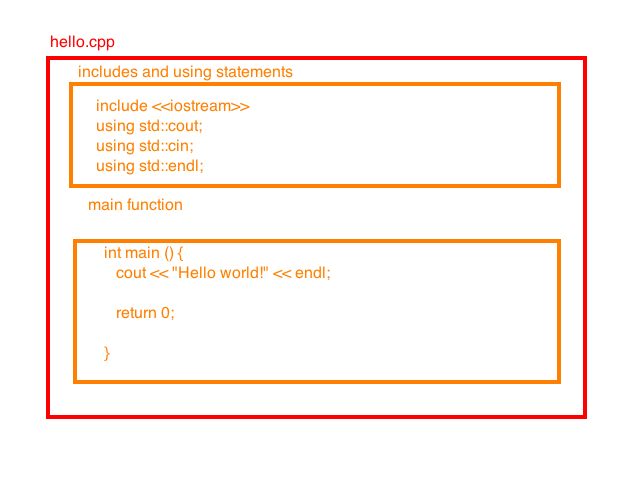 hello.cpp
includes and using statements
include <<iostream>>
using std::cout;
using std::cin;
using std::endl;
main function
int main () {
cout << "Hello world!" << endl;
return 0;
}